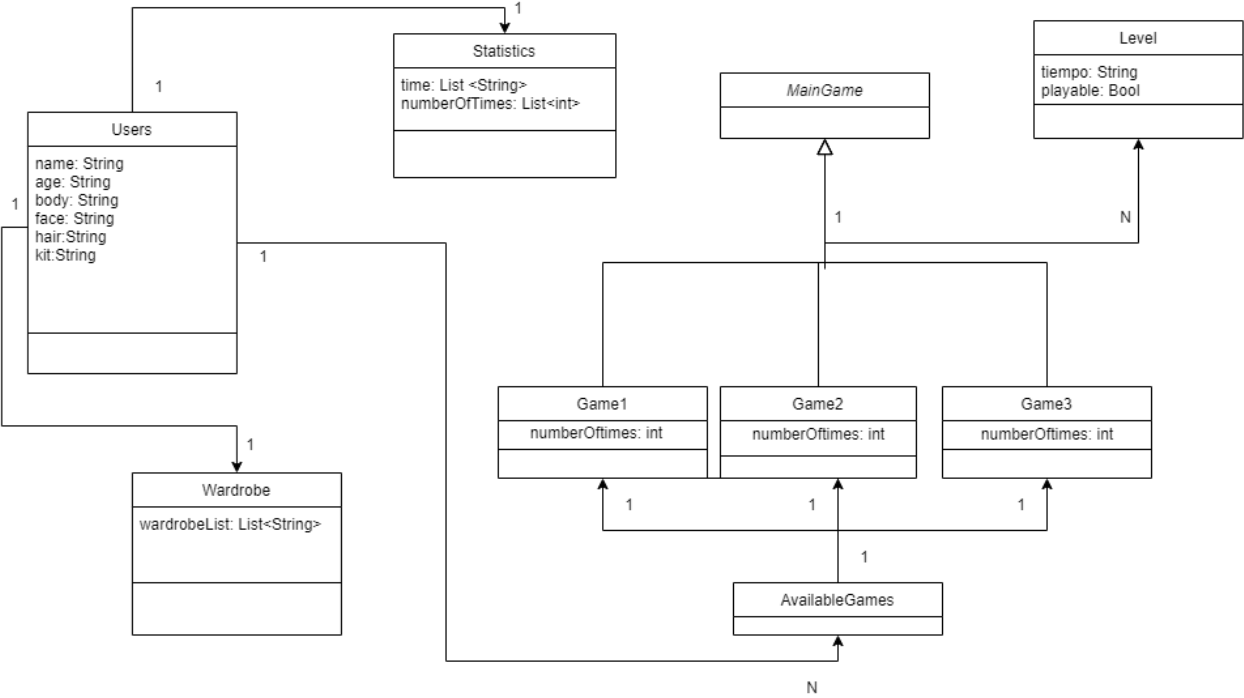 1
Statistics
time: List <String>
numberOfTimes: List<int>
Level
tiempo: String
playable: Bool
MainGame
1
Users
name: String
age: String
body: String
face: String
hair:String
kit:String
1
1
1
N
1
Wardrobe
wardrobeList: List<String>
Game1
numberOftimes: int
Game2
numberOftimes: int
Game3
numberOftimes: int
1
1
1
1
AvailableGames
N